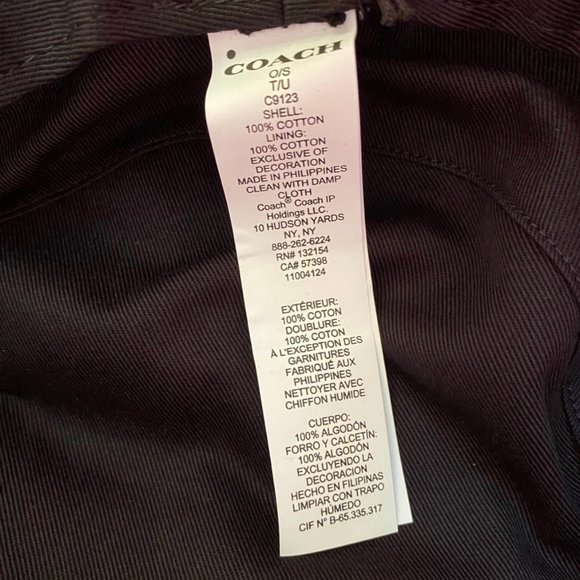 COACH
O/S
T/U
C9123
SHELL:
100% COTTON
LINING:
100% COTTON
EXCLUSIVE OF
DECORATION
MADE IN PHILIPPINES
CLEAN WITH DAMP
CLOTH
Coach® Coach IP
Holdings LLC.
10 HUDSON YARDS
NY, NY
888-262-6224
RN# 132154
CA# 57398
11004124
EXTÉRIEUR:
100% COTON
DOUBLURE:
100% COTON
À L'EXCEPTION DES
GARNITURES
FABRIQUÉ AUX
PHILIPPINES
NETTOYER AVEC
CHIFFON HUMIDE
CUERPO:
100% ALGODÓN
FORRO Y CALCETÍN:
100% ALGODÓN
EXCLUYENDO LA
DECORACION
HECHO EN FILIPINAS
LIMPIAR CON TRAPO
HÚMEDO
CIF N° B-65.335.317